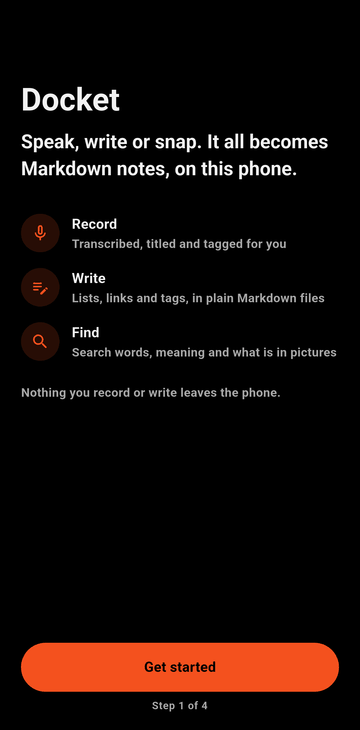 Docket
Speak, write or snap. It all becomes
Markdown notes, on this phone.
Record
Transcribed, titled and tagged for you
Write
Lists, links and tags, in plain Markdown files
Find
Search words, meaning and what is in pictures
Nothing you record or write leaves the phone.
Get started
Step 1 of 4